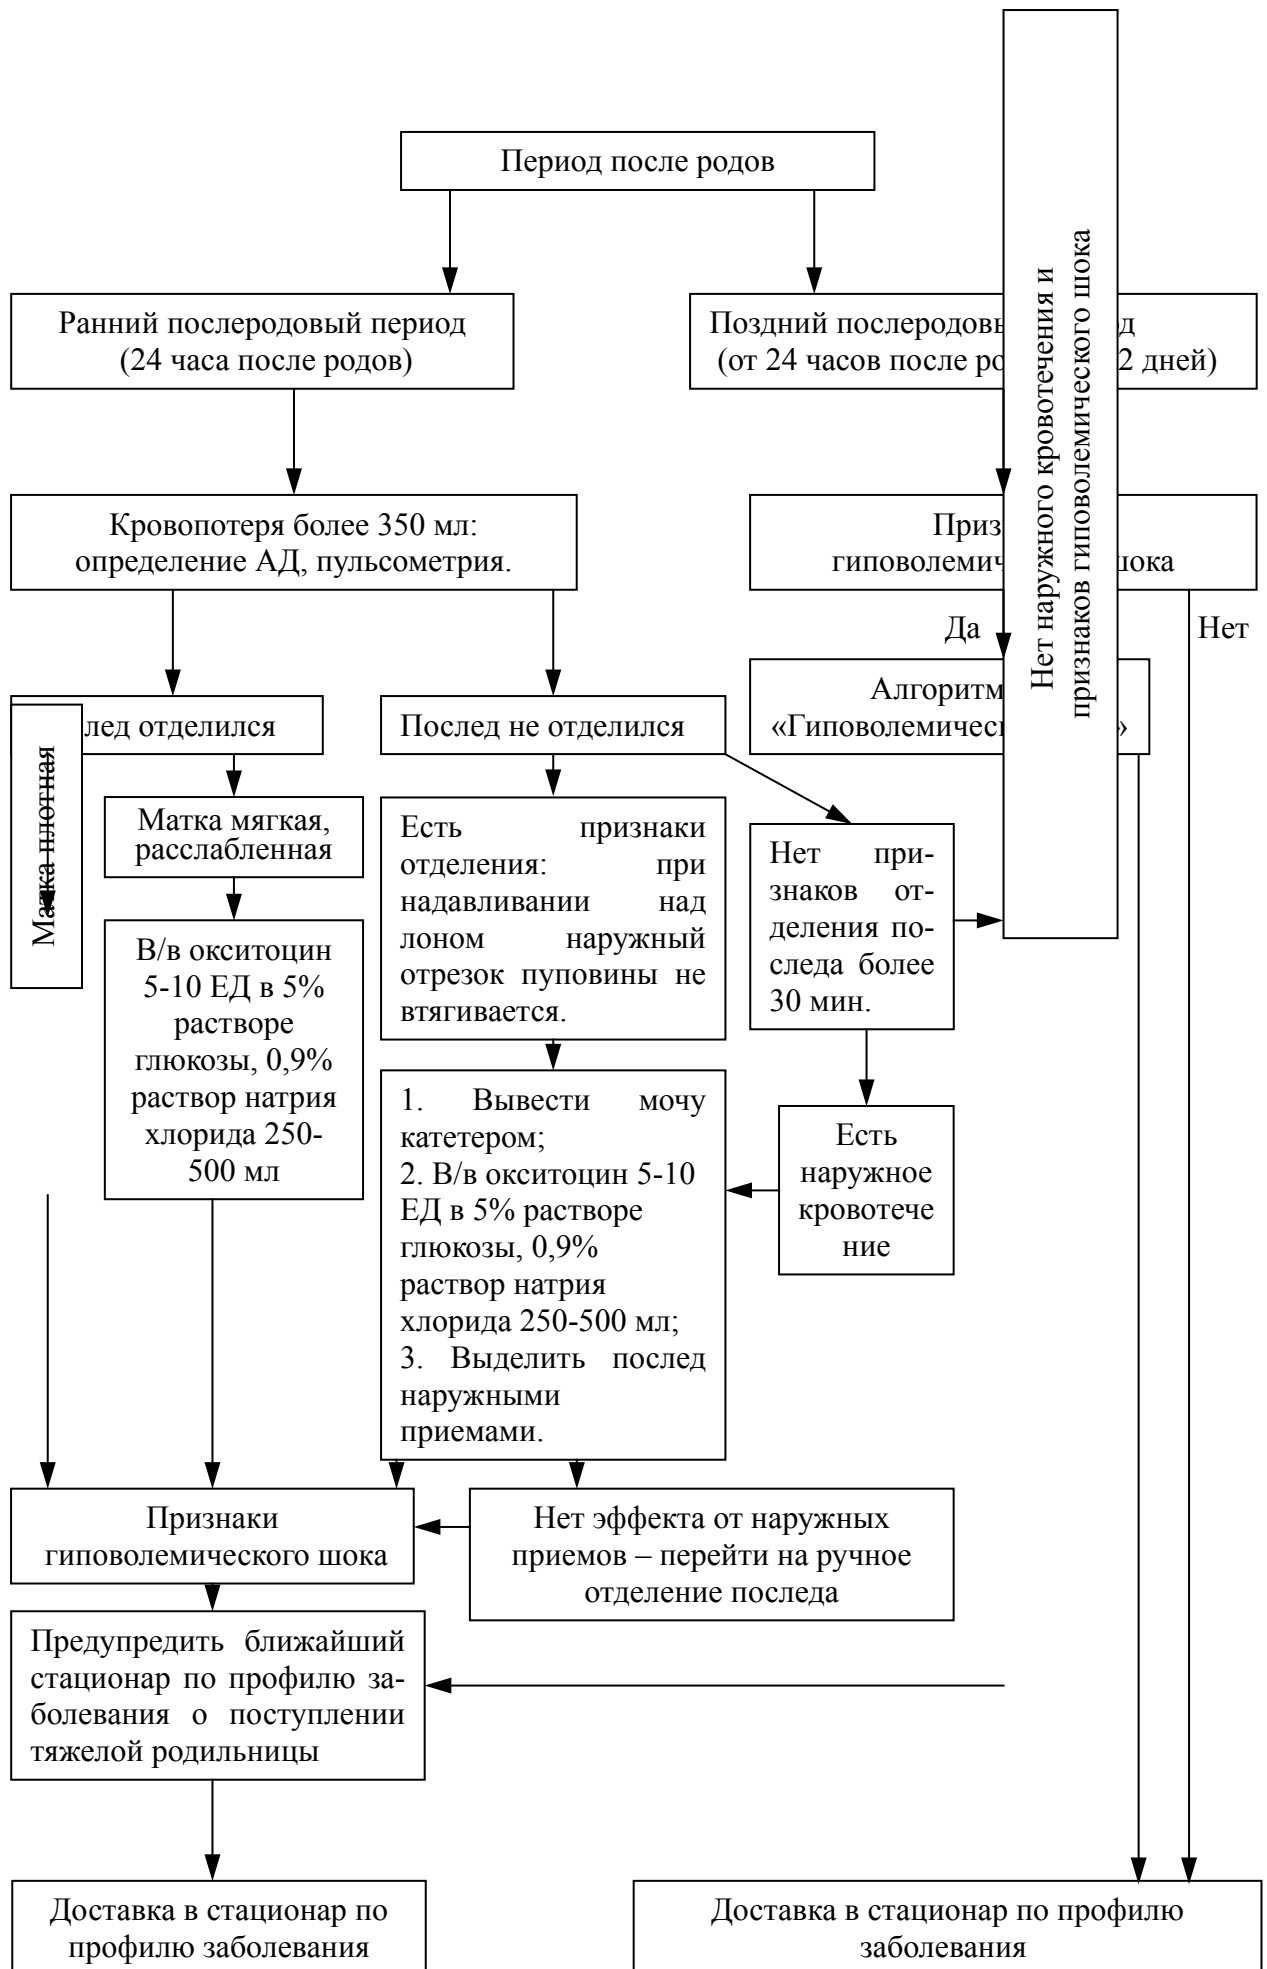 Период после родов
Нет наружного кровотечения и
признаков гиповолемического шока
Ранний послеродовый период
(24 часа после родов)
Поздний послеродовы д
(от 24 часов после ро 2 дней)
Кровопотеря более 350 мл:
определение АД, пульсометрия.
Приз
гиповолемич шока
Да
Нет
Алгоритм
«Гиповолемическ »
лед отделился
Послед не отделился
Матка плотная
Матка мягкая,
расслабленная
Есть признаки
отделения: при
надавливании над
лоном наружный
отрезок пуповины не
втягивается.
Нет при-
знаков от-
деления по-
следа более
30 мин.
В/в окситоцин
5-10 ЕД в 5%
растворе
глюкозы, 0,9%
раствор натрия
хлорида 250-
500 мл
1. Вывести мочу
катетером;
2. В/в окситоцин 5-10
ЕД в 5% растворе
глюкозы, 0,9%
раствор натрия
хлорида 250-500 мл;
3. Выделить послед
наружными
приемами.
Есть
наружное
кровотече
ние
Признаки
гиповолемического шока
Нет эффекта от наружных
приемов – перейти на ручное
отделение последа
Предупредить ближайший
стационар по профилю за-
болевания о поступлении
тяжелой родильницы
Доставка в стационар по
профилю заболевания
Доставка в стационар по профилю
заболевания